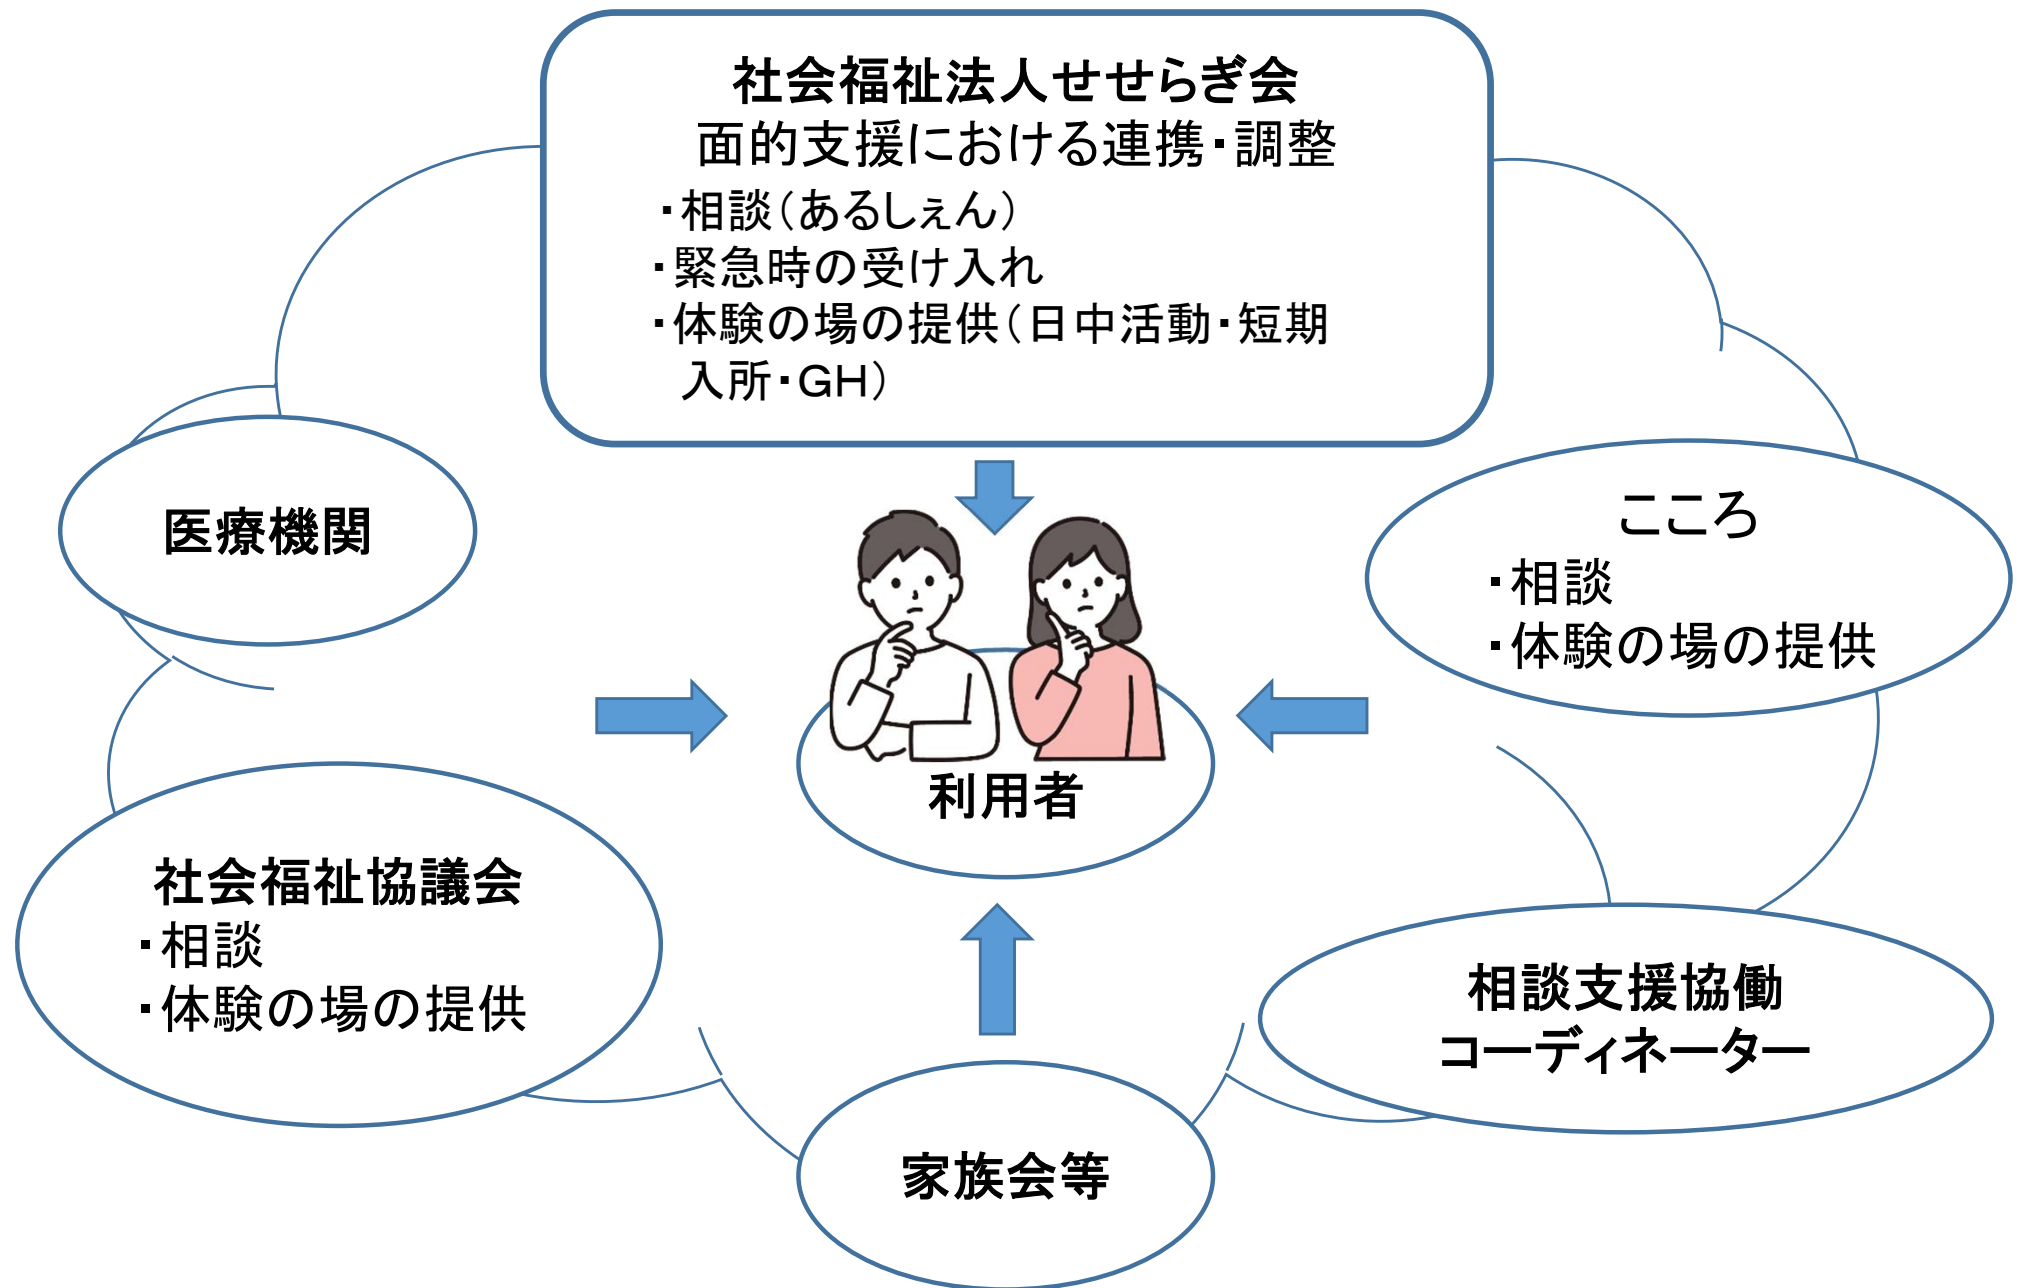 社会福祉法人せせらぎ会
面的支援における連携・調整
・相談（あるしぇん）
・緊急時の受け入れ
・体験の場の提供（日中活動・短期
入所・GH）
医療機関
こころ
・相談
・体験の場の提供
利用者
社会福祉協議会
・相談
・体験の場の提供
相談支援協働
コーディネーター
家族会等